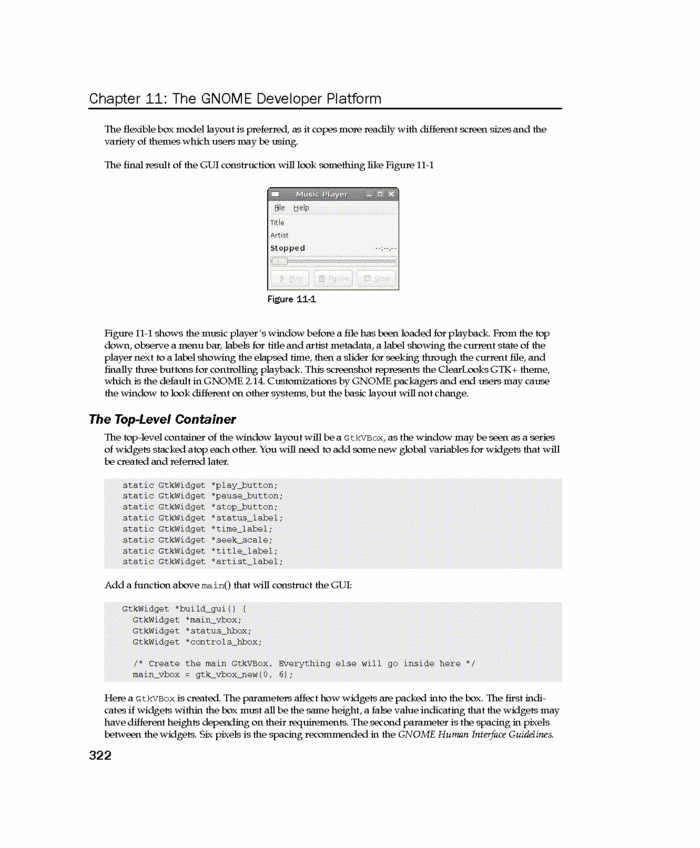 Chapter 11: The GNOME Developer Platform
The flexible box model layout is preferred, as it copes more readily with different screen sizes and the
variety of themes which users may be using.
The final result of the GUI construction will look something like Figure 11-1
Music Player
File Help
Title
Artist
Stopped --:--.--
Play Pause Stop
Figure 11-1
Figure 11-1 shows the music player's window before a file has been loaded for playback. From the top
down, observe a menu bar, labels for title and artist metadata, a label showing the current state of the
player next to a label showing the elapsed time, then a slider for seeking through the current file, and
finally three buttons for controlling playback. This screenshot represents the ClearLooks GTK+ theme,
which is the default in GNOME 2.14. Customizations by GNOME packagers and end users may cause
the window to look different on other systems, but the basic layout will not change.
The Top-Level Container
The top-level container of the window layout will be a GtkVBox, as the window may be seen as a series
of widgets stacked atop each other. You will need to add some new global variables for widgets that will
be created and referred later.
static GtkWidget *play_button;
static GtkWidget *pause_button;
static GtkWidget *stop_button;
static GtkWidget *status_label;
static GtkWidget *time_label;
static GtkWidget *seek_scale;
static GtkWidget *title_label;
static GtkWidget *artist_label;
Add a function above main() that will construct the GUI:
GtkWidget *build_gui() {
GtkWidget *main_vbox;
GtkWidget *status_hbox;
GtkWidget *controls_hbox;
/* Create the main GtkVBox. Everything else will go inside here */
main_vbox = gtk_vbox_new(0, 6);
Here a GtkVBox is created. The parameters affect how widgets are packed into the box. The first indi-
cates if widgets within the box must all be the same height, a false value indicating that the widgets may
have different heights depending on their requirements. The second parameter is the spacing in pixels
between the widgets. Six pixels is the spacing recommended in the GNOME Human Interface Guidelines.
322